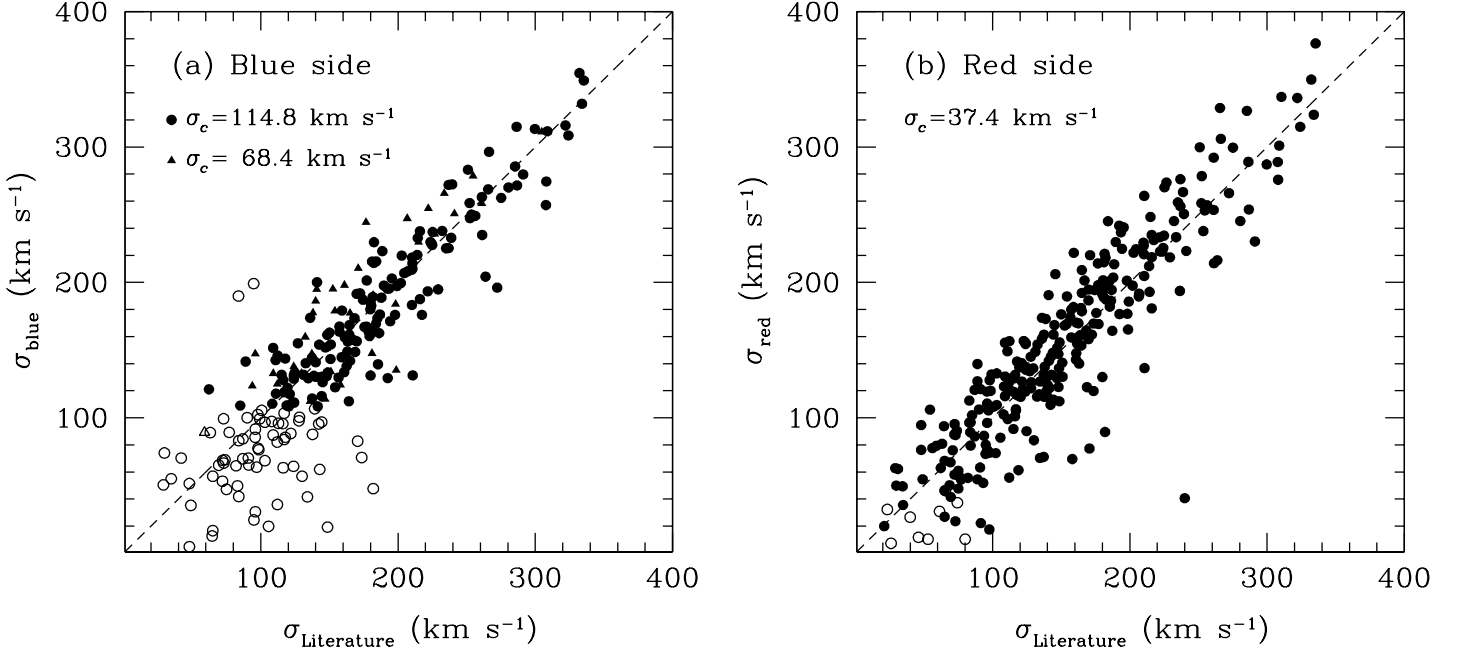 400
300
200
100
σblue (km s⁻¹)
(a) Blue side
σc=114.8 km s⁻¹
σc= 68.4 km s⁻¹
100 200 300 400
σLiterature (km s⁻¹)
400
300
200
100
σred (km s⁻¹)
(b) Red side
σc=37.4 km s⁻¹
100 200 300 400
σLiterature (km s⁻¹)